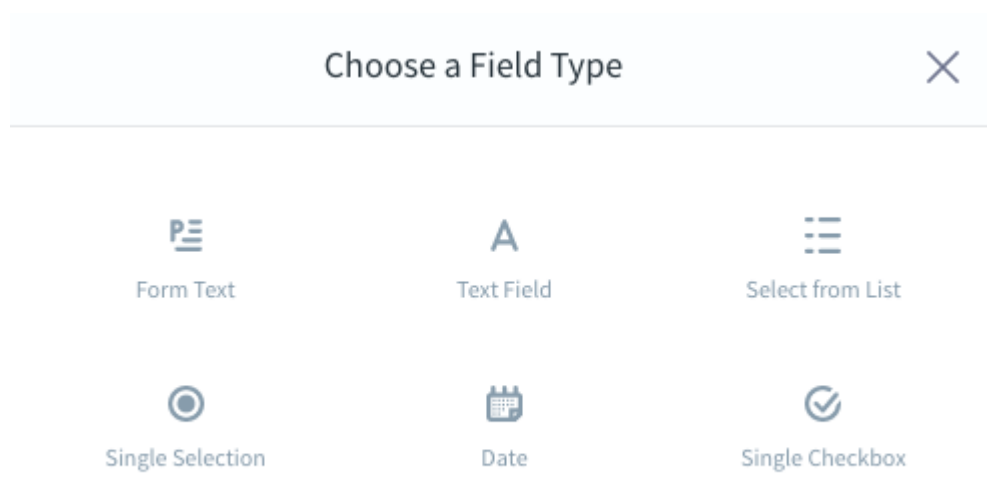 Choose a Field Type
Form Text
Text Field
Select from List
Single Selection
Date
Single Checkbox